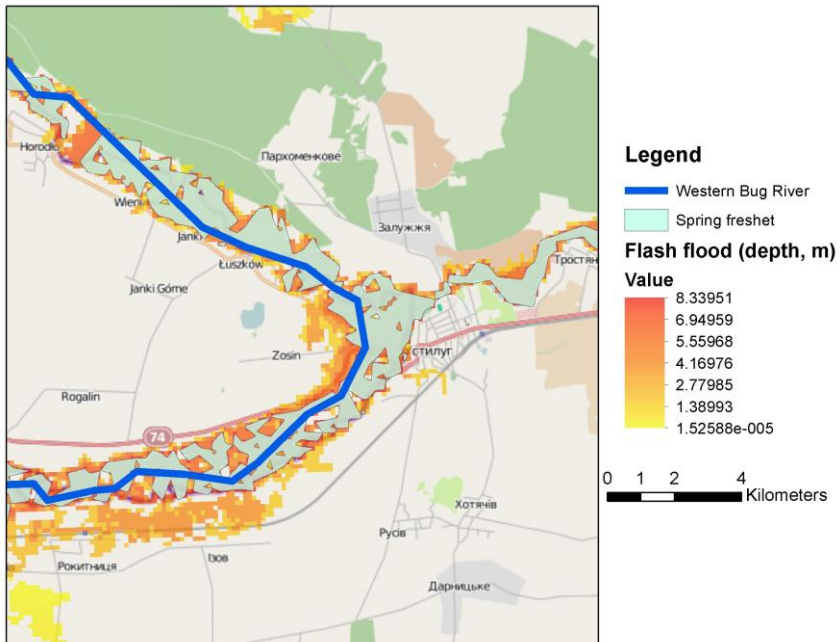 Horodło
Пархоменкове
Wieni
Залужжя
Janki
Łuszków
Тростян
Janki Górne
Zosin
стилуг
Rogalin
74
Хотячів
Русів
Ізов
Рокитниця
Дарницьке
Legend
Western Bug River
Spring freshet
Flash flood (depth, m)
Value
8.33951
6.94959
5.55968
4.16976
2.77985
1.38993
1.52588e-005
0 1 2 4
Kilometers